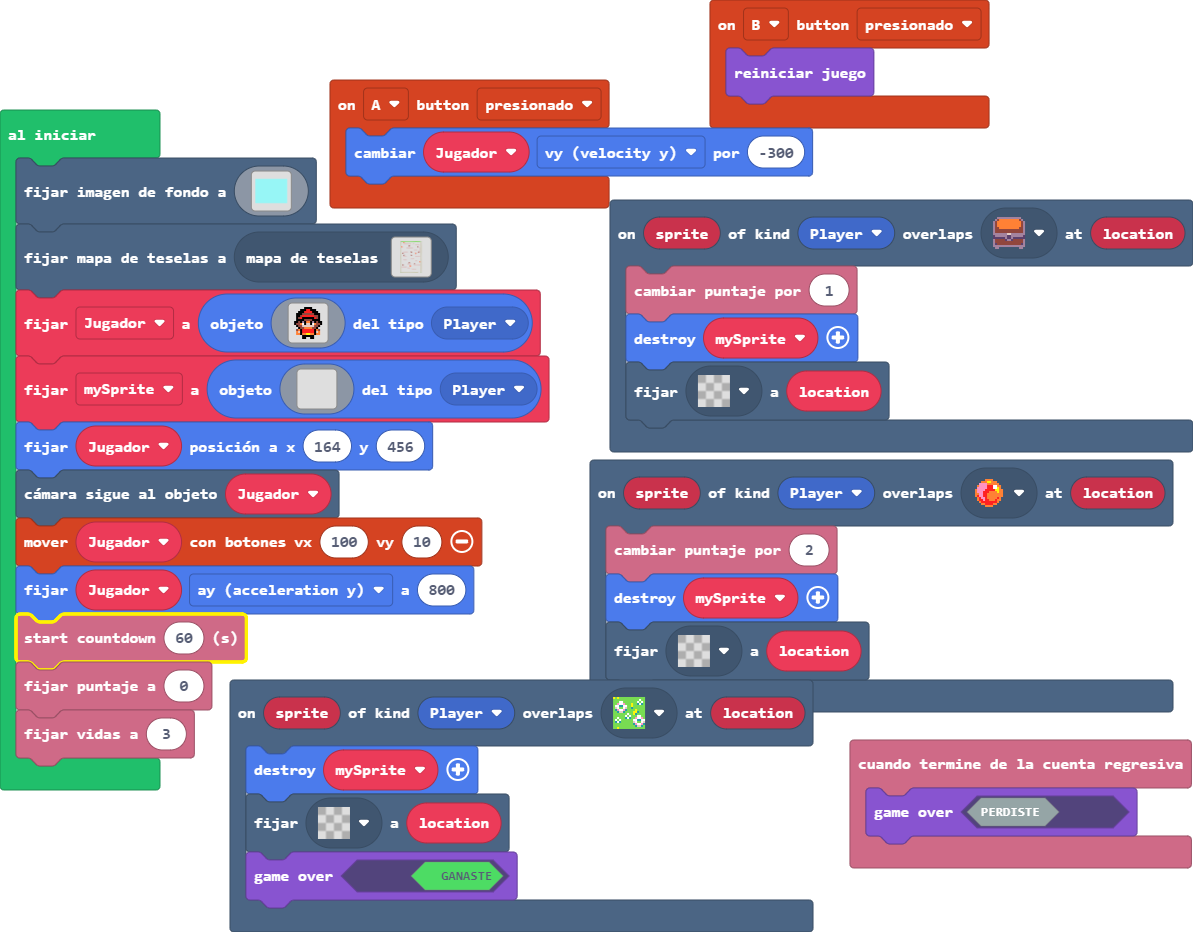 on B button presionado
reiniciar juego
on A button presionado
cambiar Jugador vy (velocity y) por -300
al iniciar
fijar imagen de fondo a
fijar mapa de teselas a mapa de teselas
fijar Jugador a objeto del tipo Player
fijar mySprite a objeto del tipo Player
fijar Jugador posición a x 164 y 456
cámara sigue al objeto Jugador
mover Jugador con botones vx 100 vy 10
fijar Jugador ay (acceleration y) a 800
start countdown 60 (s)
fijar puntaje a 0
fijar vidas a 3
on sprite of kind Player overlaps at location
cambiar puntaje por 1
destroy mySprite
fijar a location
on sprite of kind Player overlaps at location
cambiar puntaje por 2
destroy mySprite
fijar a location
on sprite of kind Player overlaps at location
destroy mySprite
fijar a location
game over GANASTE
cuando termine de la cuenta regresiva
game over PERDISTE